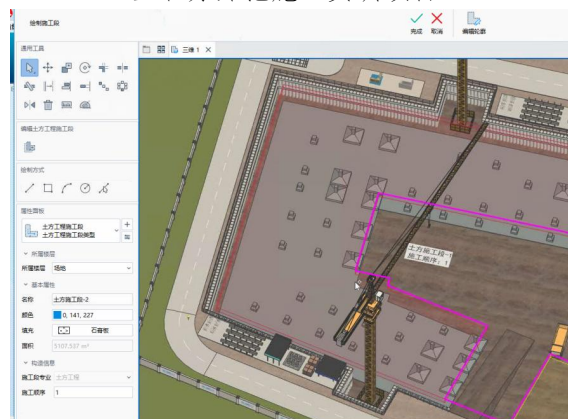 绘制施工段
完成 取消 编辑轮廓
通用工具
三维 1 ×
编辑土方工程施工段
绘制方式
属性面板
土方工程施工段
土方工程施工段类型
所属楼层
所属楼层 场地
基本属性
名称 土方施工段-2
颜色 0, 141, 227
填充 石膏板
面积 5107.537 m²
构造信息
施工段专业 土方工程
施工顺序 1
土方施工段-1
施工顺序：1